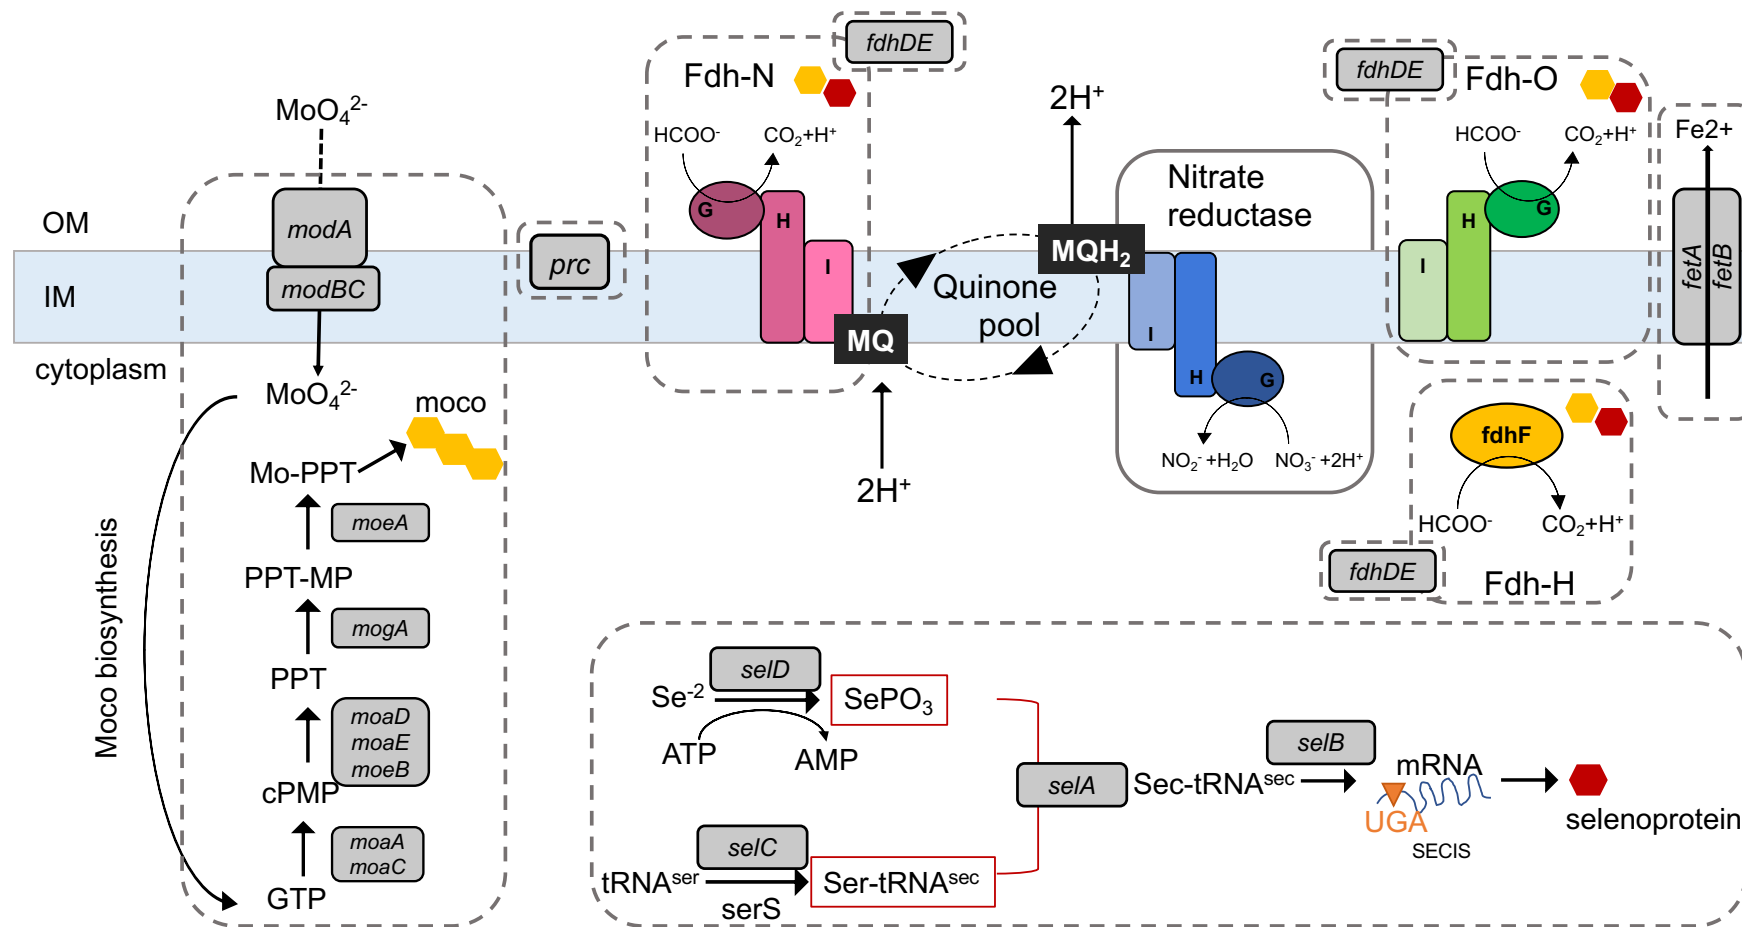 MoO₄²⁻
OM
IM
cytoplasm
modA
modBC
MoO₄²⁻
moco
Mo-PPT
moeA
PPT-MP
mogA
PPT
moaD
moaE
moeB
cPMP
moaA
moaC
GTP
Moco biosynthesis
prc
fdhDE
Fdh-N
HCOO⁻
CO₂+H⁺
G
H
I
MQ
2H⁺
Quinone
pool
2H⁺
MQH₂
Nitrate
reductase
I
H
G
NO₂⁻+H₂O
NO₃⁻+2H⁺
fdhDE
Fdh-O
HCOO⁻
CO₂+H⁺
I
H
G
Fe2+
fetA
fetB
fdhF
HCOO⁻
CO₂+H⁺
fdhDE
Fdh-H
Se⁻²
selD
SePO₃
ATP
AMP
tRNAˢᵉʳ
selC
serS
Ser-tRNAˢᵉᶜ
selA
Sec-tRNAˢᵉᶜ
selB
mRNA
UGA
SECIS
selenoprotein